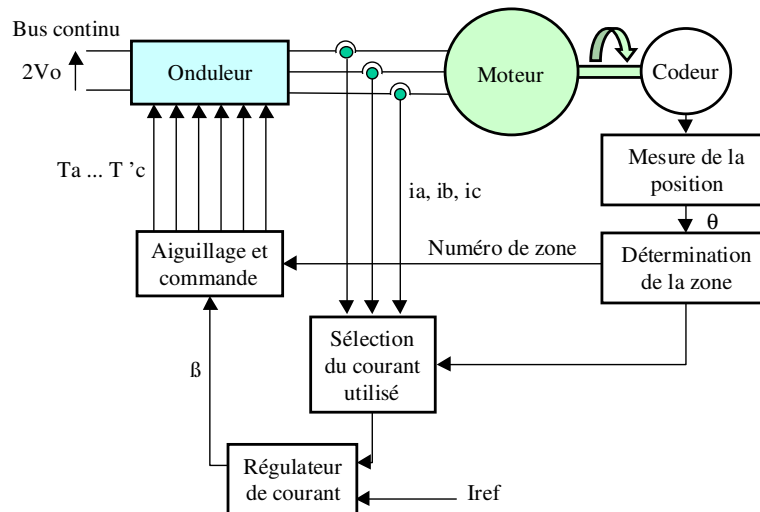 Bus continu
2Vo
Onduleur
Moteur
Codeur
Ta ... T 'c
ia, ib, ic
Mesure de la
position
θ
Numéro de zone
Aiguillage et
commande
Détermination
de la zone
Sélection
du courant
utilisé
ß
Régulateur
de courant
Iref